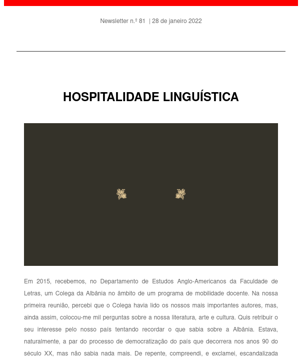 Newsletter n.º 81 | 28 de janeiro 2022
HOSPITALIDADE LINGUÍSTICA
Em 2015, recebemos, no Departamento de Estudos Anglo-Americanos da Faculdade de
Letras, um Colega da Albânia no âmbito de um programa de mobilidade docente. Na nossa
primeira reunião, percebi que o Colega havia lido os nossos mais importantes autores, mas,
ainda assim, colocou-me mil perguntas sobre a nossa literatura, arte e cultura. Quis retribuir o
seu interesse pelo nosso país tentando recordar o que sabia sobre a Albânia. Estava,
naturalmente, a par do processo de democratização do país que decorrera nos anos 90 do
século XX, mas não sabia nada mais. De repente, compreendi, e exclamei, escandalizada